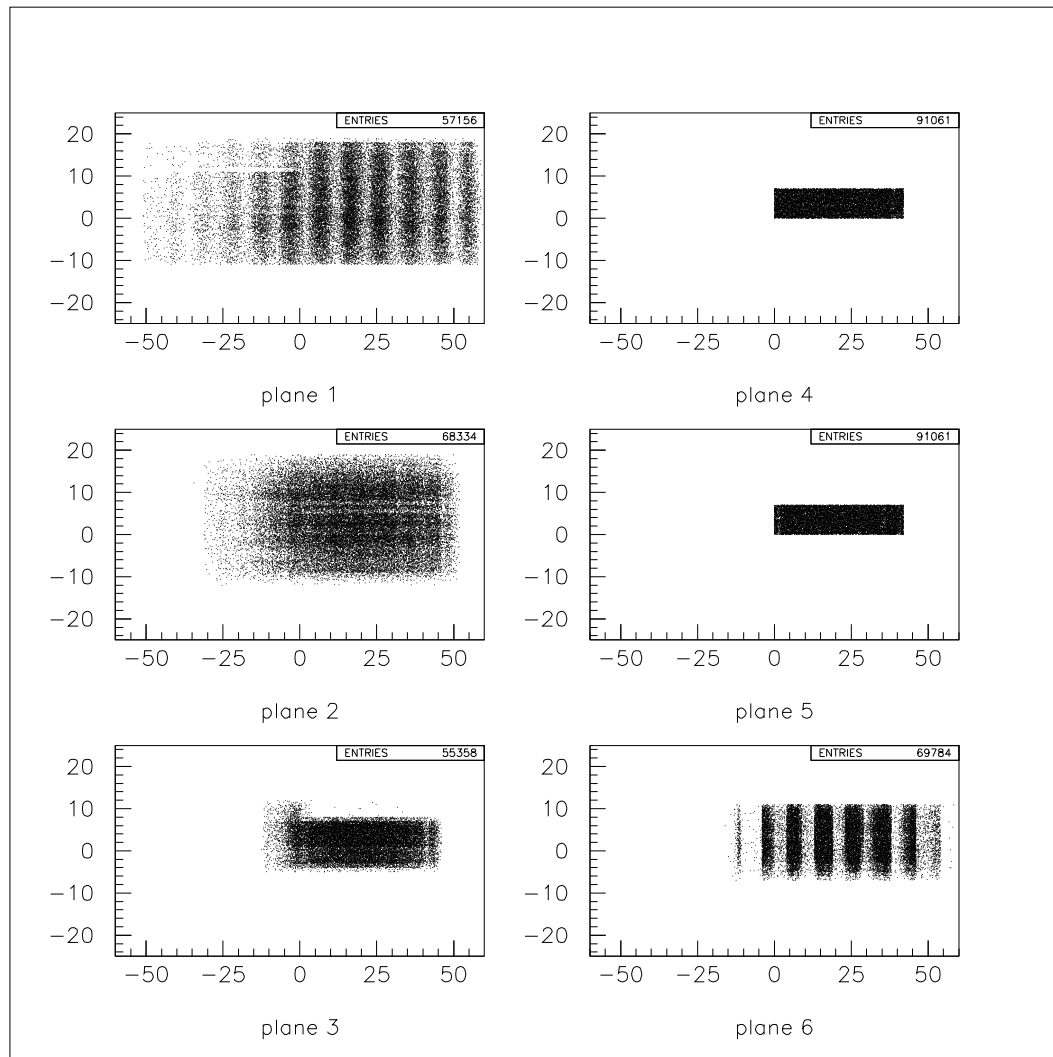 ENTRIES 57156
20
10
0
−10
−20
−50 −25 0 25 50
plane 1
ENTRIES 91061
20
10
0
−10
−20
−50 −25 0 25 50
plane 4
ENTRIES 68334
20
10
0
−10
−20
−50 −25 0 25 50
plane 2
ENTRIES 91061
20
10
0
−10
−20
−50 −25 0 25 50
plane 5
ENTRIES 55358
20
10
0
−10
−20
−50 −25 0 25 50
plane 3
ENTRIES 69784
20
10
0
−10
−20
−50 −25 0 25 50
plane 6